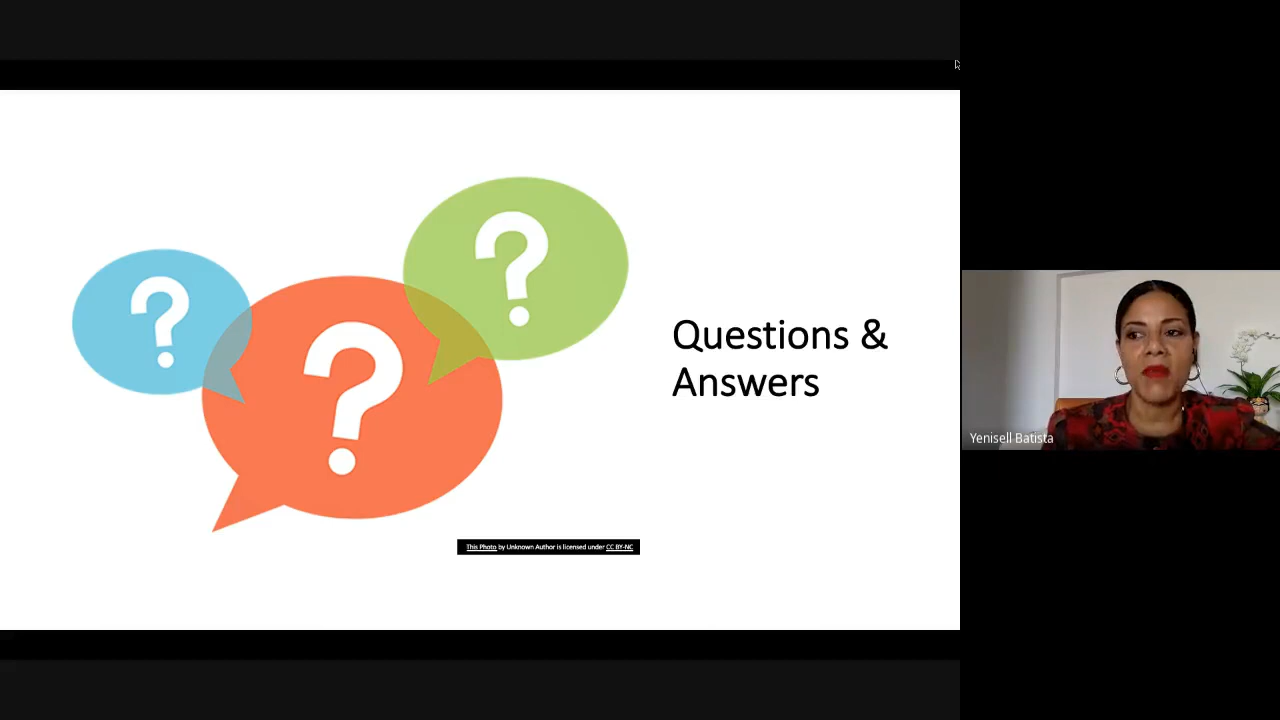 ?
?
?
Questions &
Answers
This Photo by Unknown Author is licensed under CC BY-NC
Yenisell Batista